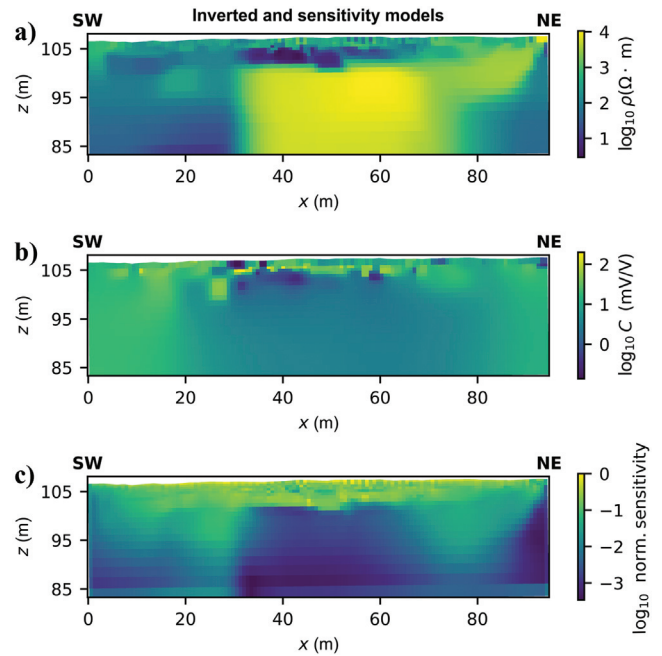 Inverted and sensitivity models
a) SW NE
105
95
85
z (m)
0 20 40 60 80
x (m)
4
3
2
1
log₁₀ ρ(Ω · m)
b) SW NE
105
95
85
z (m)
0 20 40 60 80
x (m)
2
1
0
log₁₀ C (mV/V)
c) SW NE
105
95
85
z (m)
0 20 40 60 80
x (m)
0
−1
−2
−3
log₁₀ norm. sensitivity